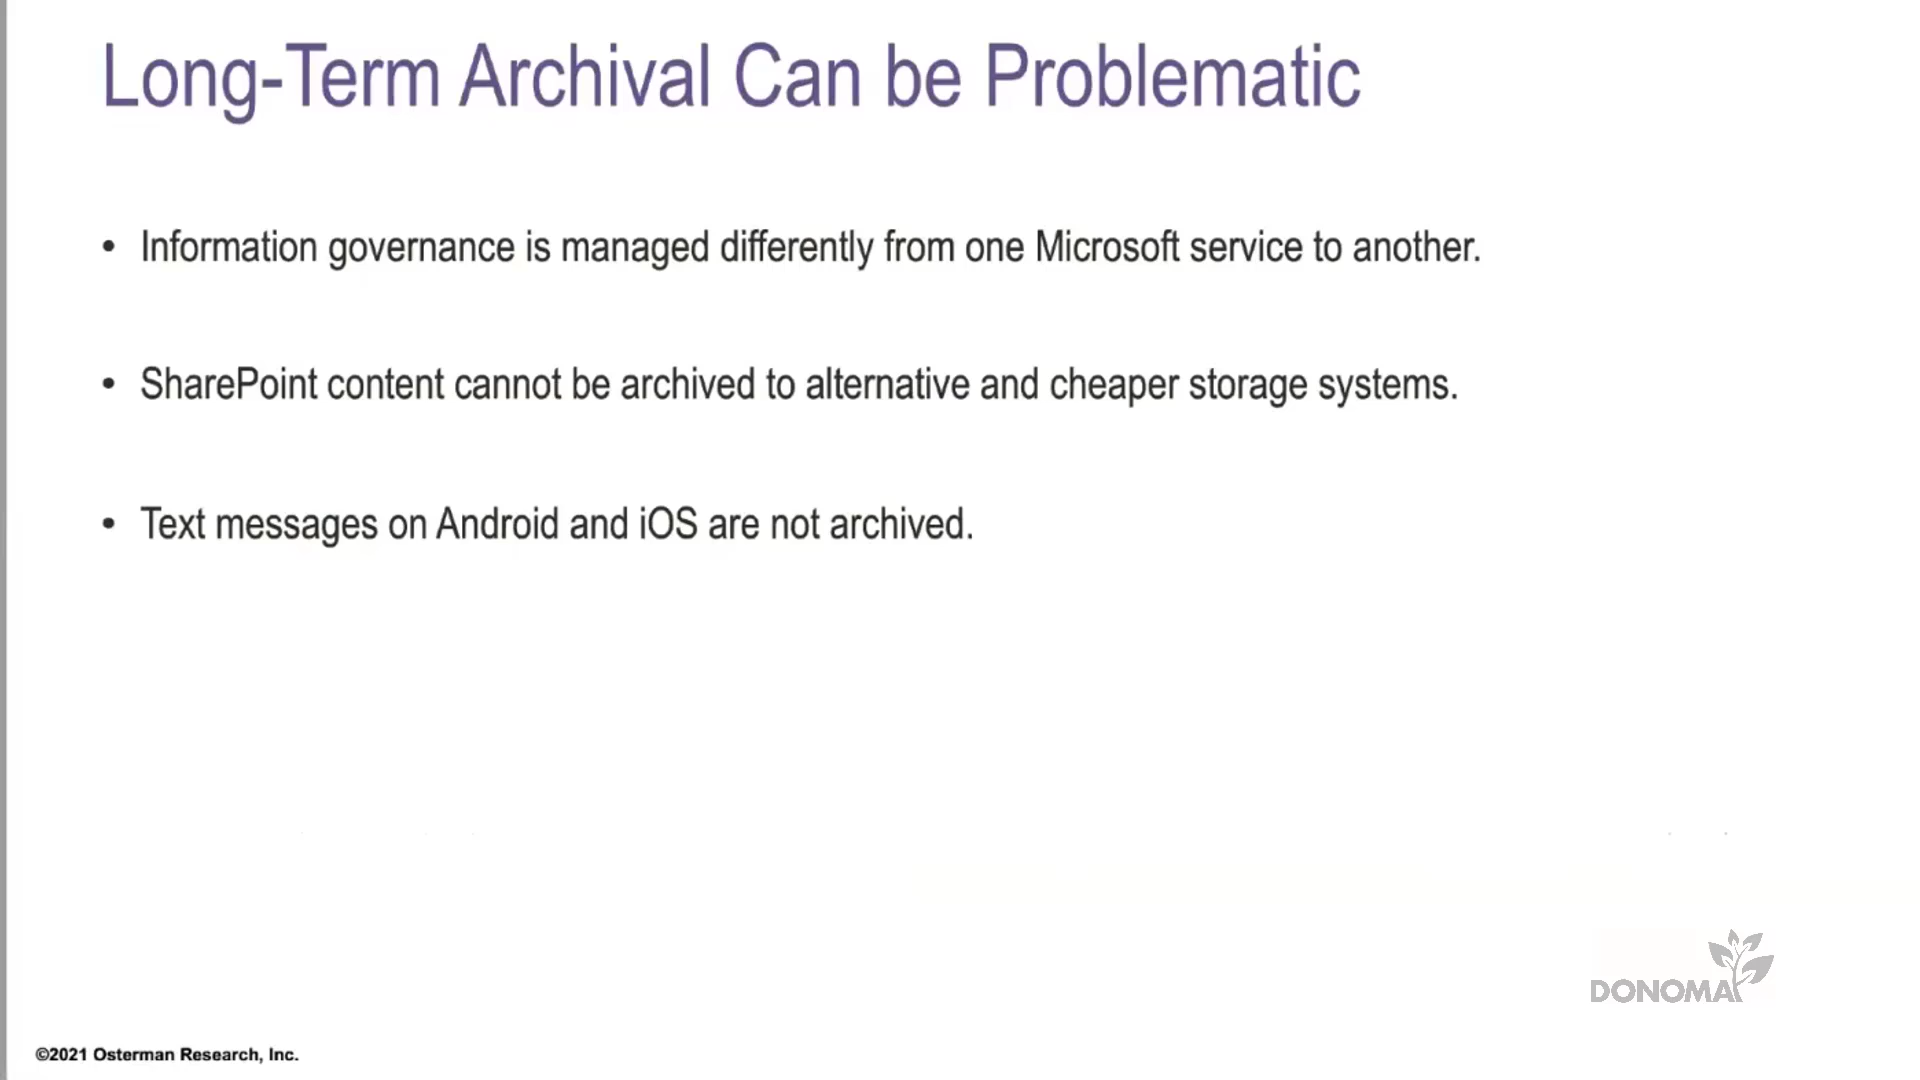 Long-Term Archival Can be Problematic
• Information governance is managed differently from one Microsoft service to another.
• SharePoint content cannot be archived to alternative and cheaper storage systems.
• Text messages on Android and iOS are not archived.
DONOMA
©2021 Osterman Research, Inc.